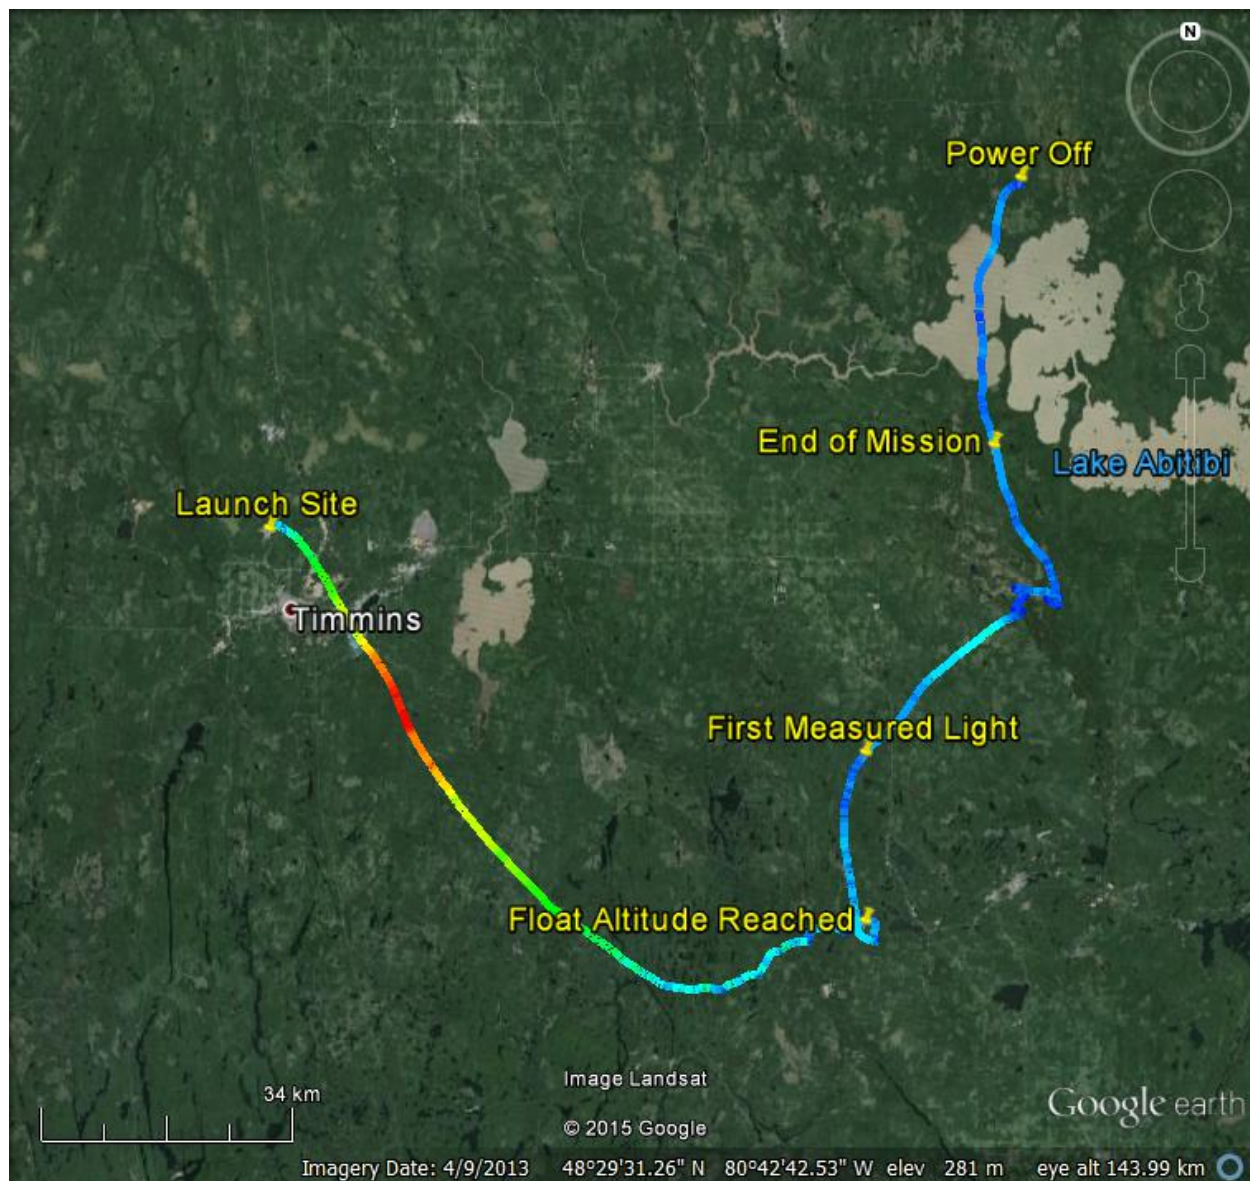 N
Power Off
End of Mission
Lake Abitibi
Launch Site
Timmins
First Measured Light
Float Altitude Reached
34 km
Image Landsat
© 2015 Google
Google earth
Imagery Date: 4/9/2013 48°29'31.26" N 80°42'42.53" W elev 281 m eye alt 143.99 km